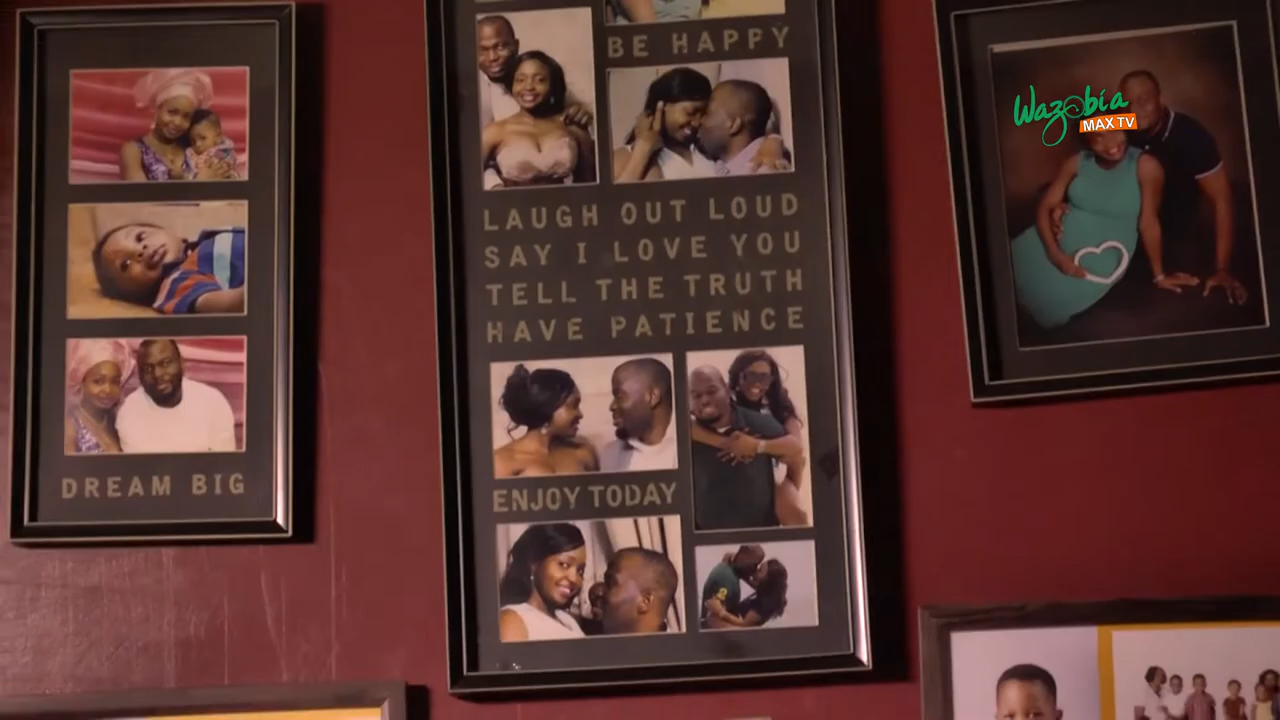 BE HAPPY
LAUGH OUT LOUD
SAY I LOVE YOU
TELL THE TRUTH
HAVE PATIENCE
ENJOY TODAY
DREAM BIG
Wazobia
MAX TV